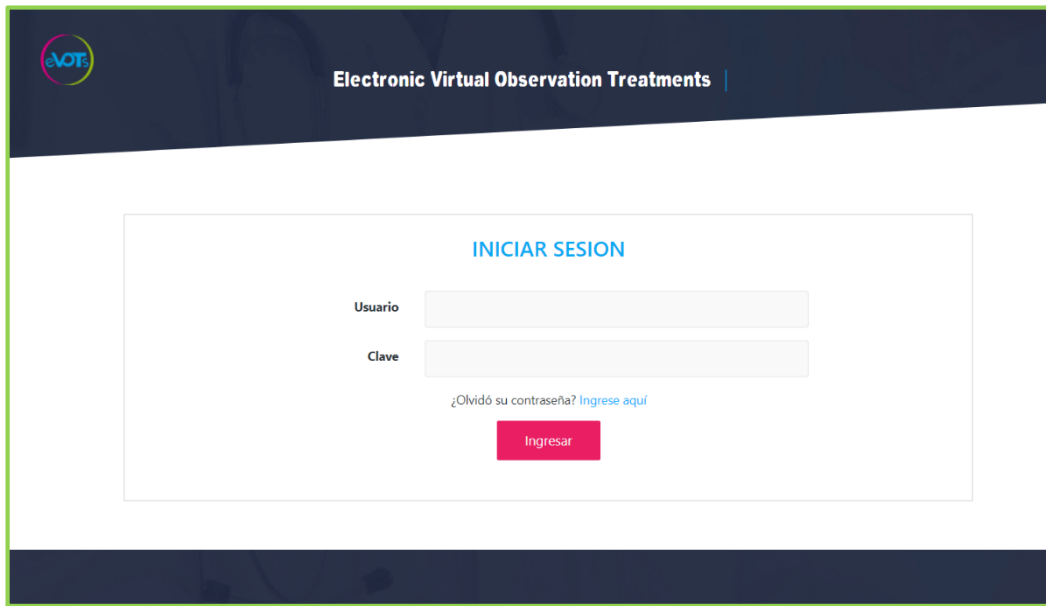 eVOTs
Electronic Virtual Observation Treatments
INICIAR SESION
Usuario
Clave
¿Olvidó su contraseña? Ingrese aquí
Ingresar